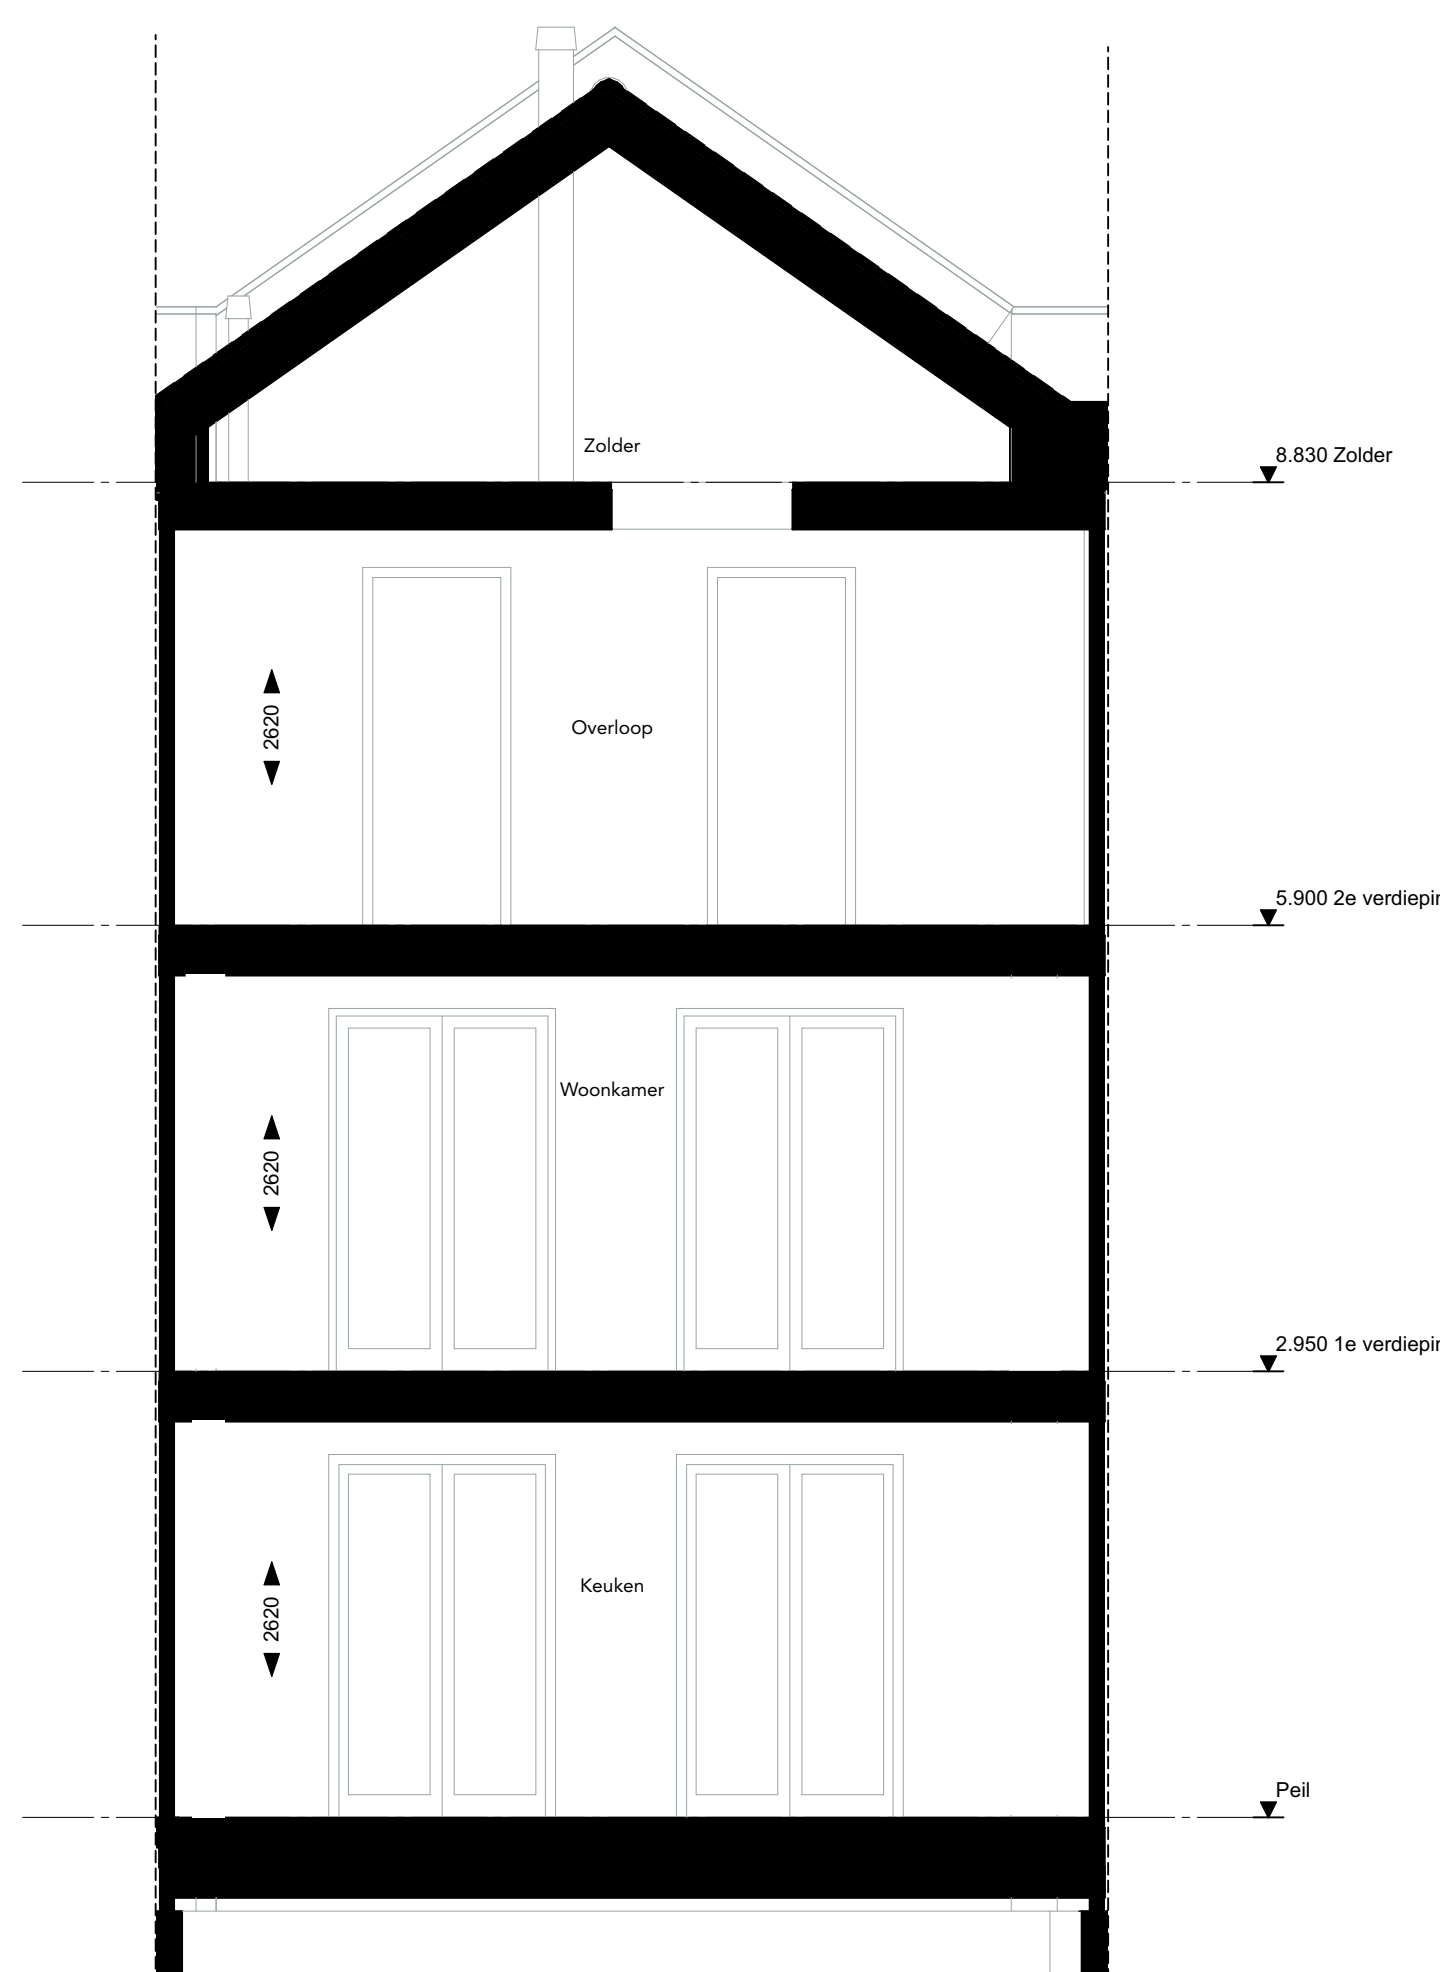 Zolder
8.830 Zolder
2620
Overloop
5.900 2e verdiepin
Woonkamer
2620
2.950 1e verdiepin
Keuken
2620
Peil